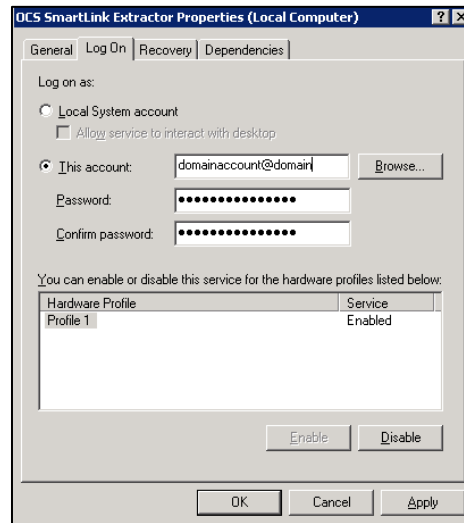 OCS SmartLink Extractor Properties (Local Computer)
General Log On Recovery Dependencies
Log on as:
Local System account
Allow service to interact with desktop
This account: domainaccount@domain Browse...
Password: •••••••••••••••
Confirm password: •••••••••••••••
You can enable or disable this service for the hardware profiles listed below:
Hardware Profile Service
Profile 1 Enabled
Enable Disable
OK Cancel Apply